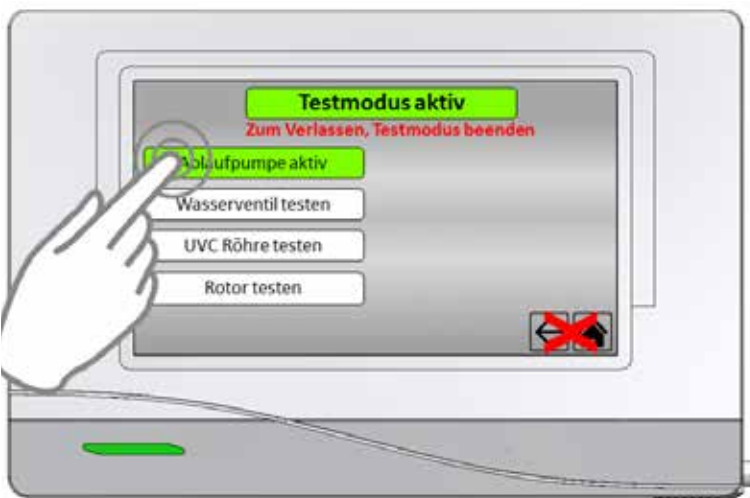 Testmodus aktiv
Zum Verlassen, Testmodus beenden
Ablaufpumpe aktiv
Wasserventil testen
UVC Röhre testen
Rotor testen